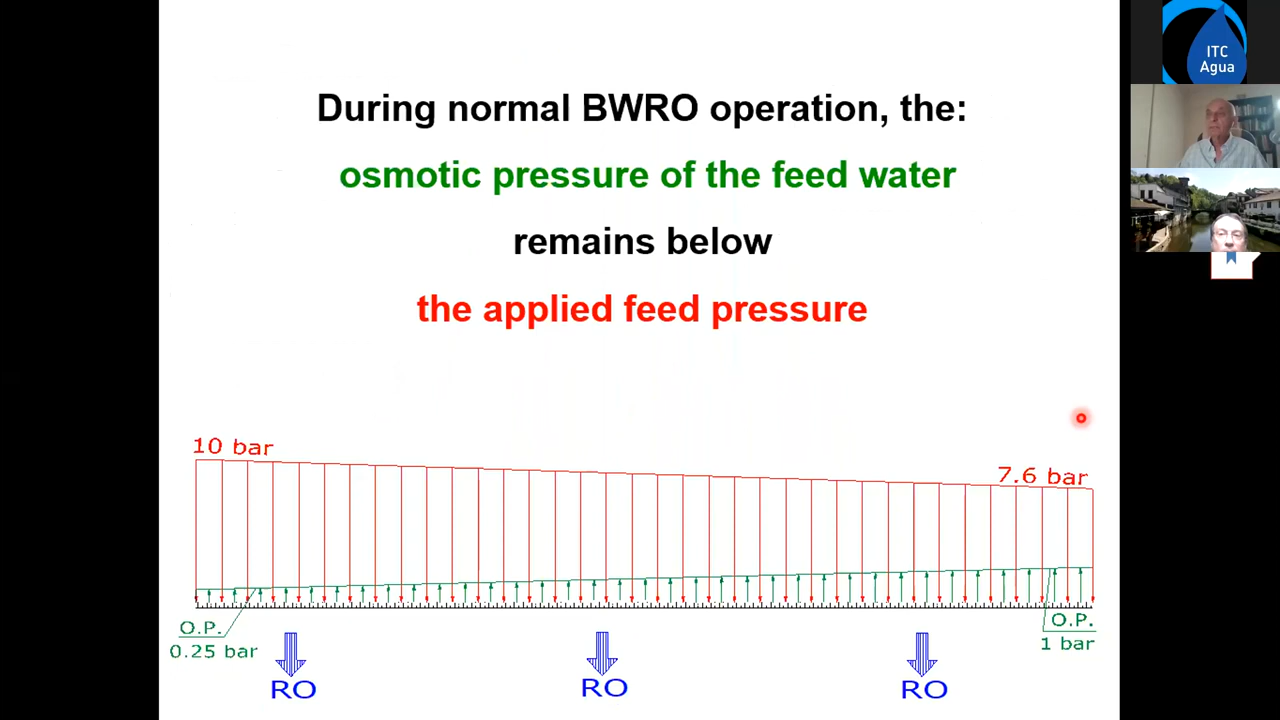 During normal BWRO operation, the:
osmotic pressure of the feed water
remains below
the applied feed pressure
10 bar
7.6 bar
O.P.
0.25 bar
O.P.
1 bar
RO
RO
RO
ITC
Agua